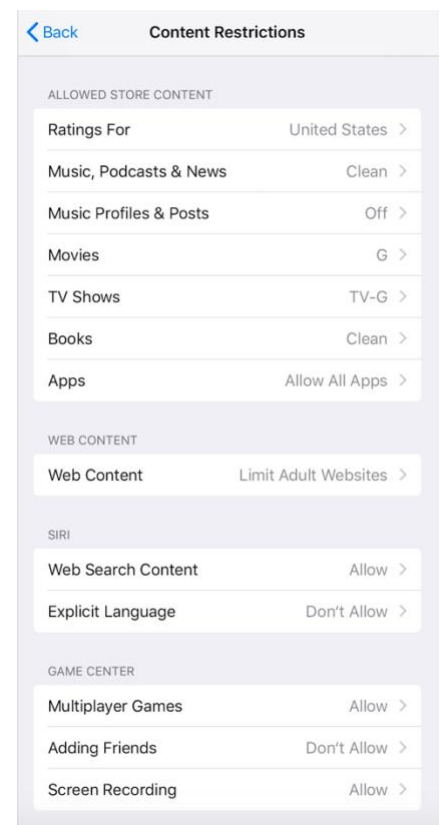 Back Content Restrictions
ALLOWED STORE CONTENT
Ratings For United States
Music, Podcasts & News Clean
Music Profiles & Posts Off
Movies G
TV Shows TV-G
Books Clean
Apps Allow All Apps
WEB CONTENT
Web Content Limit Adult Websites
SIRI
Web Search Content Allow
Explicit Language Don't Allow
GAME CENTER
Multiplayer Games Allow
Adding Friends Don't Allow
Screen Recording Allow